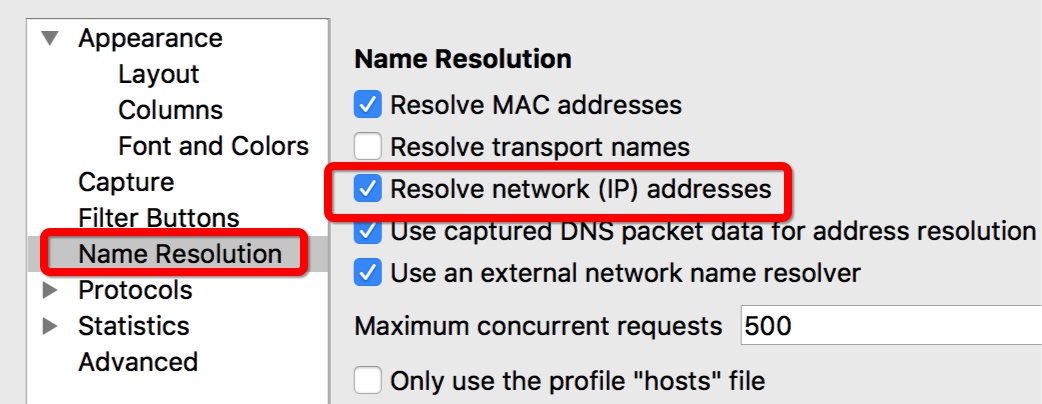 Appearance
Layout
Columns
Font and Colors
Capture
Filter Buttons
Name Resolution
Protocols
Statistics
Advanced
Name Resolution
Resolve MAC addresses
Resolve transport names
Resolve network (IP) addresses
Use captured DNS packet data for address resolution
Use an external network name resolver
Maximum concurrent requests 500
Only use the profile "hosts" file